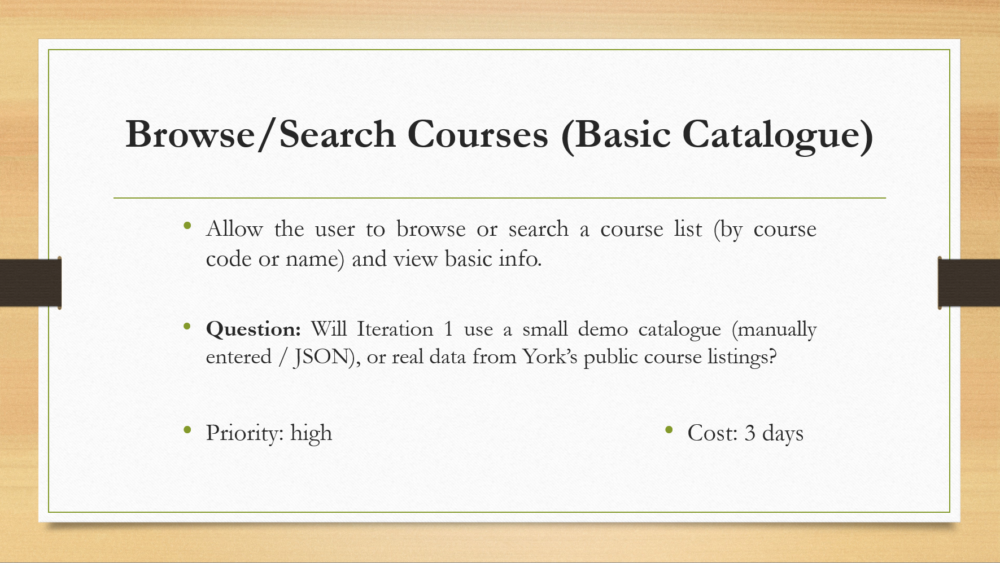 Browse/Search Courses (Basic Catalogue)
• Allow the user to browse or search a course list (by course
code or name) and view basic info.
• Question: Will Iteration 1 use a small demo catalogue (manually
entered / JSON), or real data from York’s public course listings?
• Priority: high
• Cost: 3 days